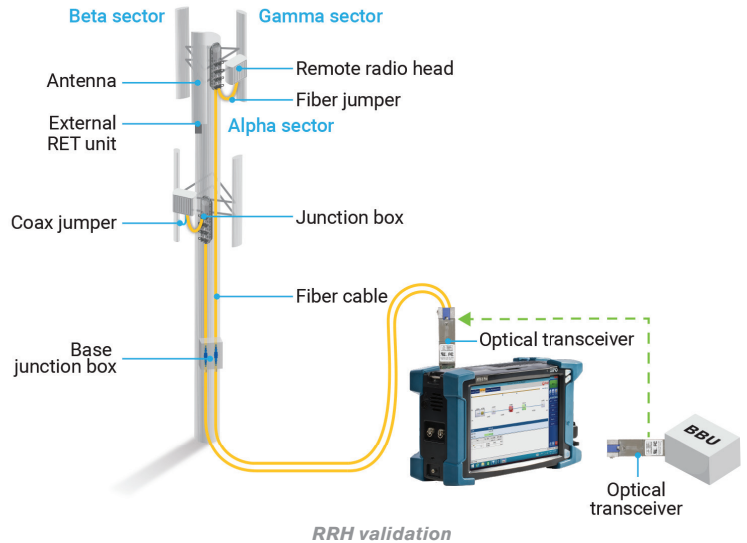 Beta sector
Gamma sector
Antenna
Remote radio head
Fiber jumper
External
RET unit
Alpha sector
Coax jumper
Junction box
Fiber cable
Base
junction box
Optical transceiver
BBU
Optical
transceiver
RRH validation